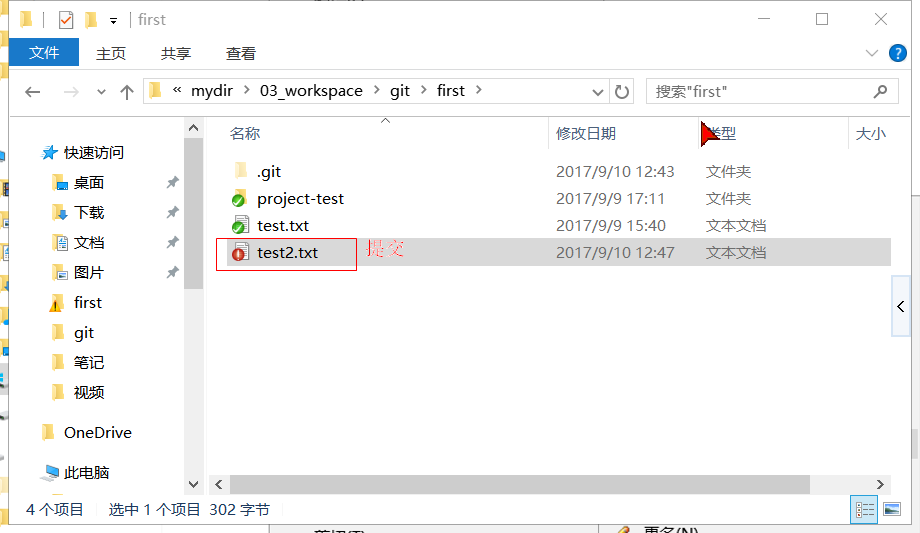 first
文件 主页 共享 查看
« mydir › 03_workspace › git › first ›
搜索"first"
名称 修改日期 类型 大小
.git 2017/9/10 12:43 文件夹
project-test 2017/9/9 17:11 文件夹
test.txt 2017/9/9 15:40 文本文档
test2.txt 提交 2017/9/10 12:47 文本文档
快速访问
桌面
下载
文档
图片
first
git
笔记
视频
OneDrive
此电脑
4 个项目 选中 1 个项目 302 字节